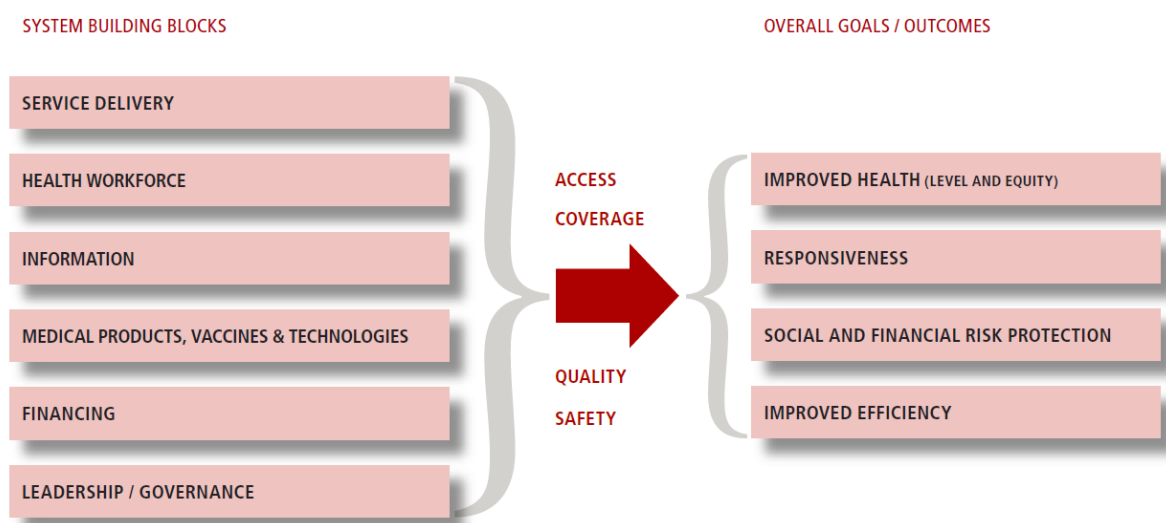 SYSTEM BUILDING BLOCKS
SERVICE DELIVERY
HEALTH WORKFORCE
INFORMATION
MEDICAL PRODUCTS, VACCINES & TECHNOLOGIES
FINANCING
LEADERSHIP / GOVERNANCE
ACCESS
COVERAGE
QUALITY
SAFETY
OVERALL GOALS / OUTCOMES
IMPROVED HEALTH (LEVEL AND EQUITY)
RESPONSIVENESS
SOCIAL AND FINANCIAL RISK PROTECTION
IMPROVED EFFICIENCY